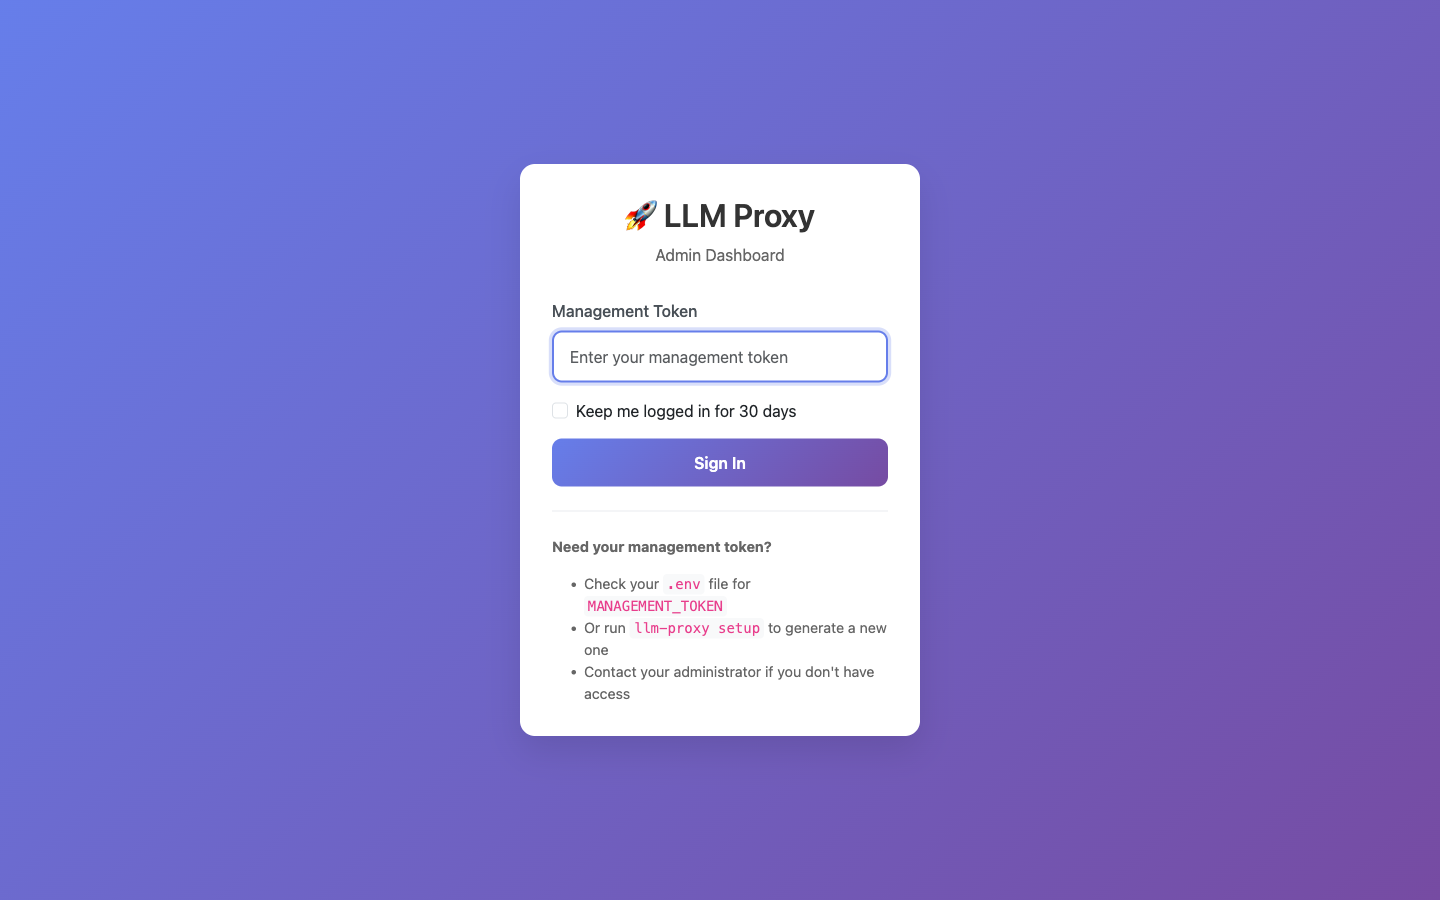 🚀 LLM Proxy
Admin Dashboard
Management Token
Enter your management token
Keep me logged in for 30 days
Sign In
Need your management token?
• Check your .env file for
MANAGEMENT_TOKEN
• Or run llm-proxy setup to generate a new
one
• Contact your administrator if you don't have
access